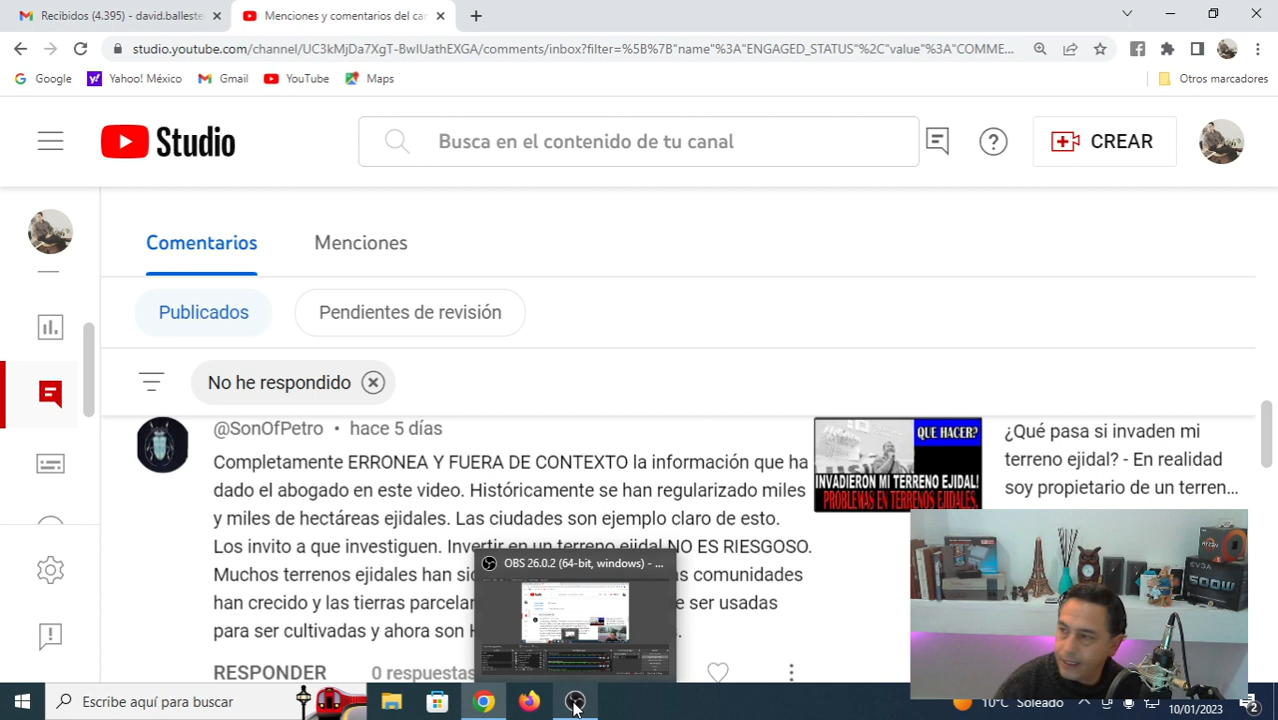 Recibidos (4.395) - david.balleste
Menciones y comentarios del ca
studio.youtube.com/channel/UC3kMjDa7XgT-BwIUathEXGA/comments/inbox?filter=%5B%7B"name"%3A"ENGAGED_STATUS"%2C"value"%3A"COMME...
Google
Yahoo! México
Gmail
YouTube
Maps
Otros marcadores
Studio
Busca en el contenido de tu canal
CREAR
Comentarios
Menciones
Publicados
Pendientes de revisión
No he respondido
@SonOfPetro • hace 5 días
Completamente ERRONEA Y FUERA DE CONTEXTO la información que ha
dado el abogado en este video. Históricamente se han regularizado miles
y miles de hectáreas ejidales. Las ciudades son ejemplo claro de esto.
Los invito a que investiguen. Invertir en un terreno ejidal NO ES RIESGOSO.
Muchos terrenos ejidales han as comunidades
han crecido y las tierras ser usadas
para ser cultivadas y ahora son
RESPONDER
QUE HACER?
INVADIERON MI TERRENO EJIDAL!
PROBLEMAS EN TERRENOS EJIDALES.
¿Qué pasa si invaden mi
terreno ejidal? - En realidad
soy propietario de un terren...
OBS 26.0.2 (64-bit, windows) - ...
EVGA
500
Escribe aquí para buscar
10°C Soleado
10/01/2023
2